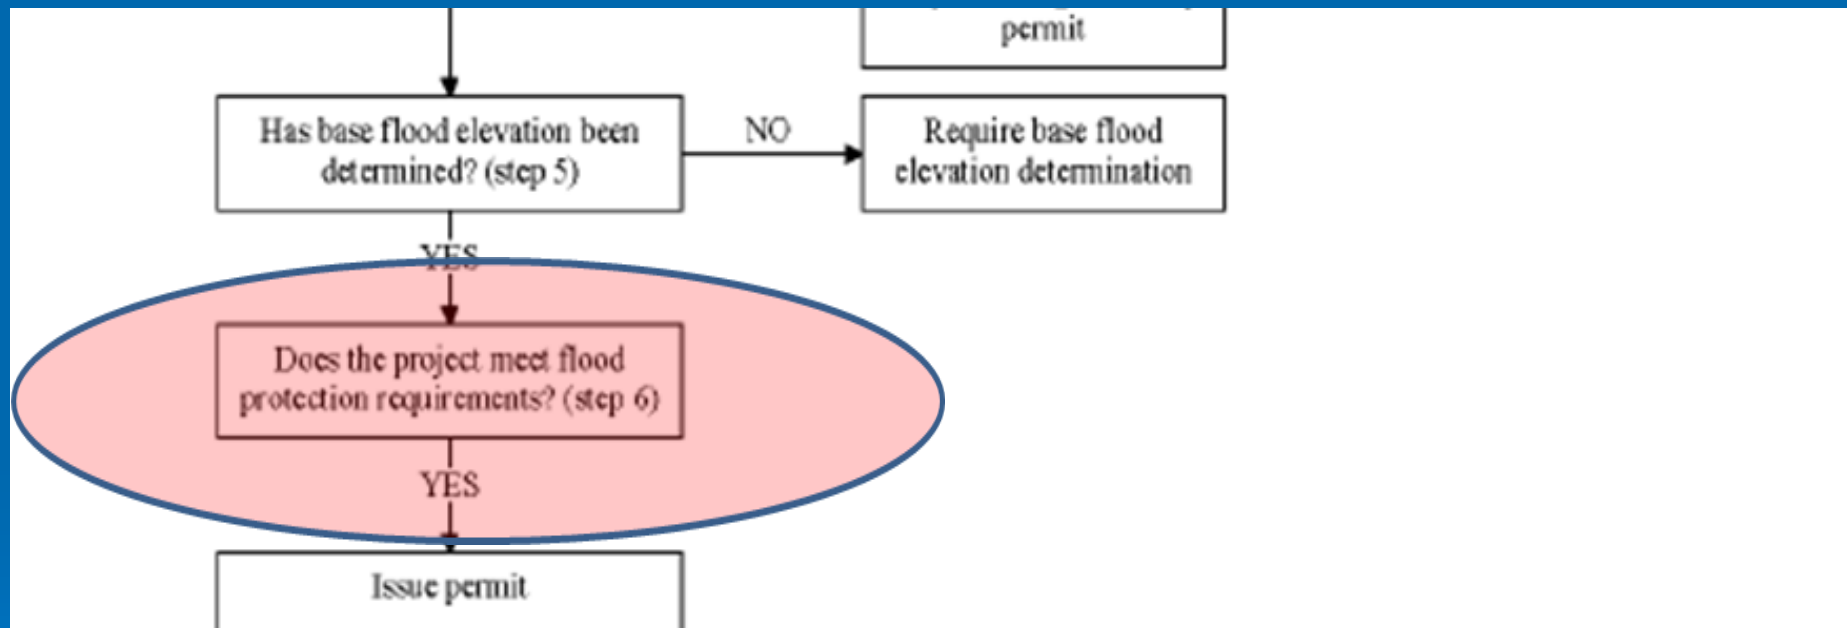 permit
Has base flood elevation been
determined? (step 5)
NO
Require base flood
elevation determination
YES
Does the project meet flood
protection requirements? (step 6)
YES
Issue permit